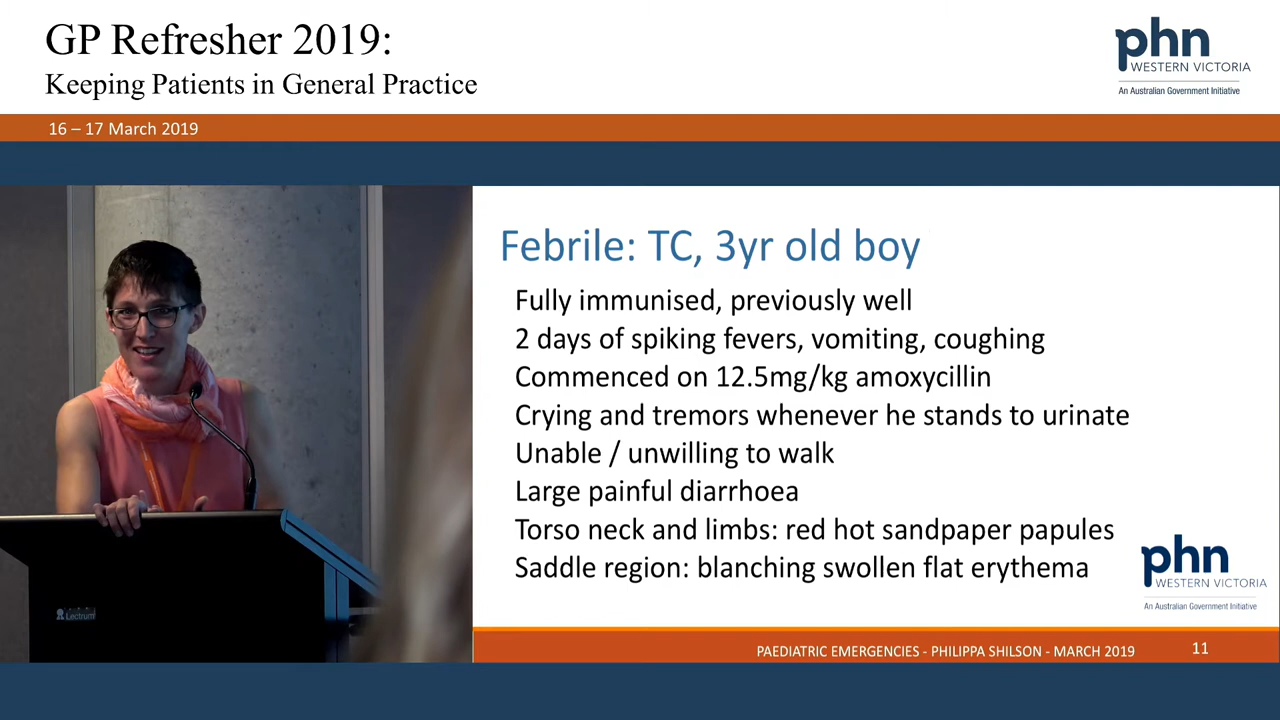 GP Refresher 2019:
Keeping Patients in General Practice
phn
WESTERN VICTORIA
An Australian Government Initiative
16 – 17 March 2019
Febrile: TC, 3yr old boy
Fully immunised, previously well
2 days of spiking fevers, vomiting, coughing
Commenced on 12.5mg/kg amoxycillin
Crying and tremors whenever he stands to urinate
Unable / unwilling to walk
Large painful diarrhoea
Torso neck and limbs: red hot sandpaper papules
Saddle region: blanching swollen flat erythema
phn
WESTERN VICTORIA
An Australian Government Initiative
PAEDIATRIC EMERGENCIES - PHILIPPA SHILSON - MARCH 2019
11
Lectrum